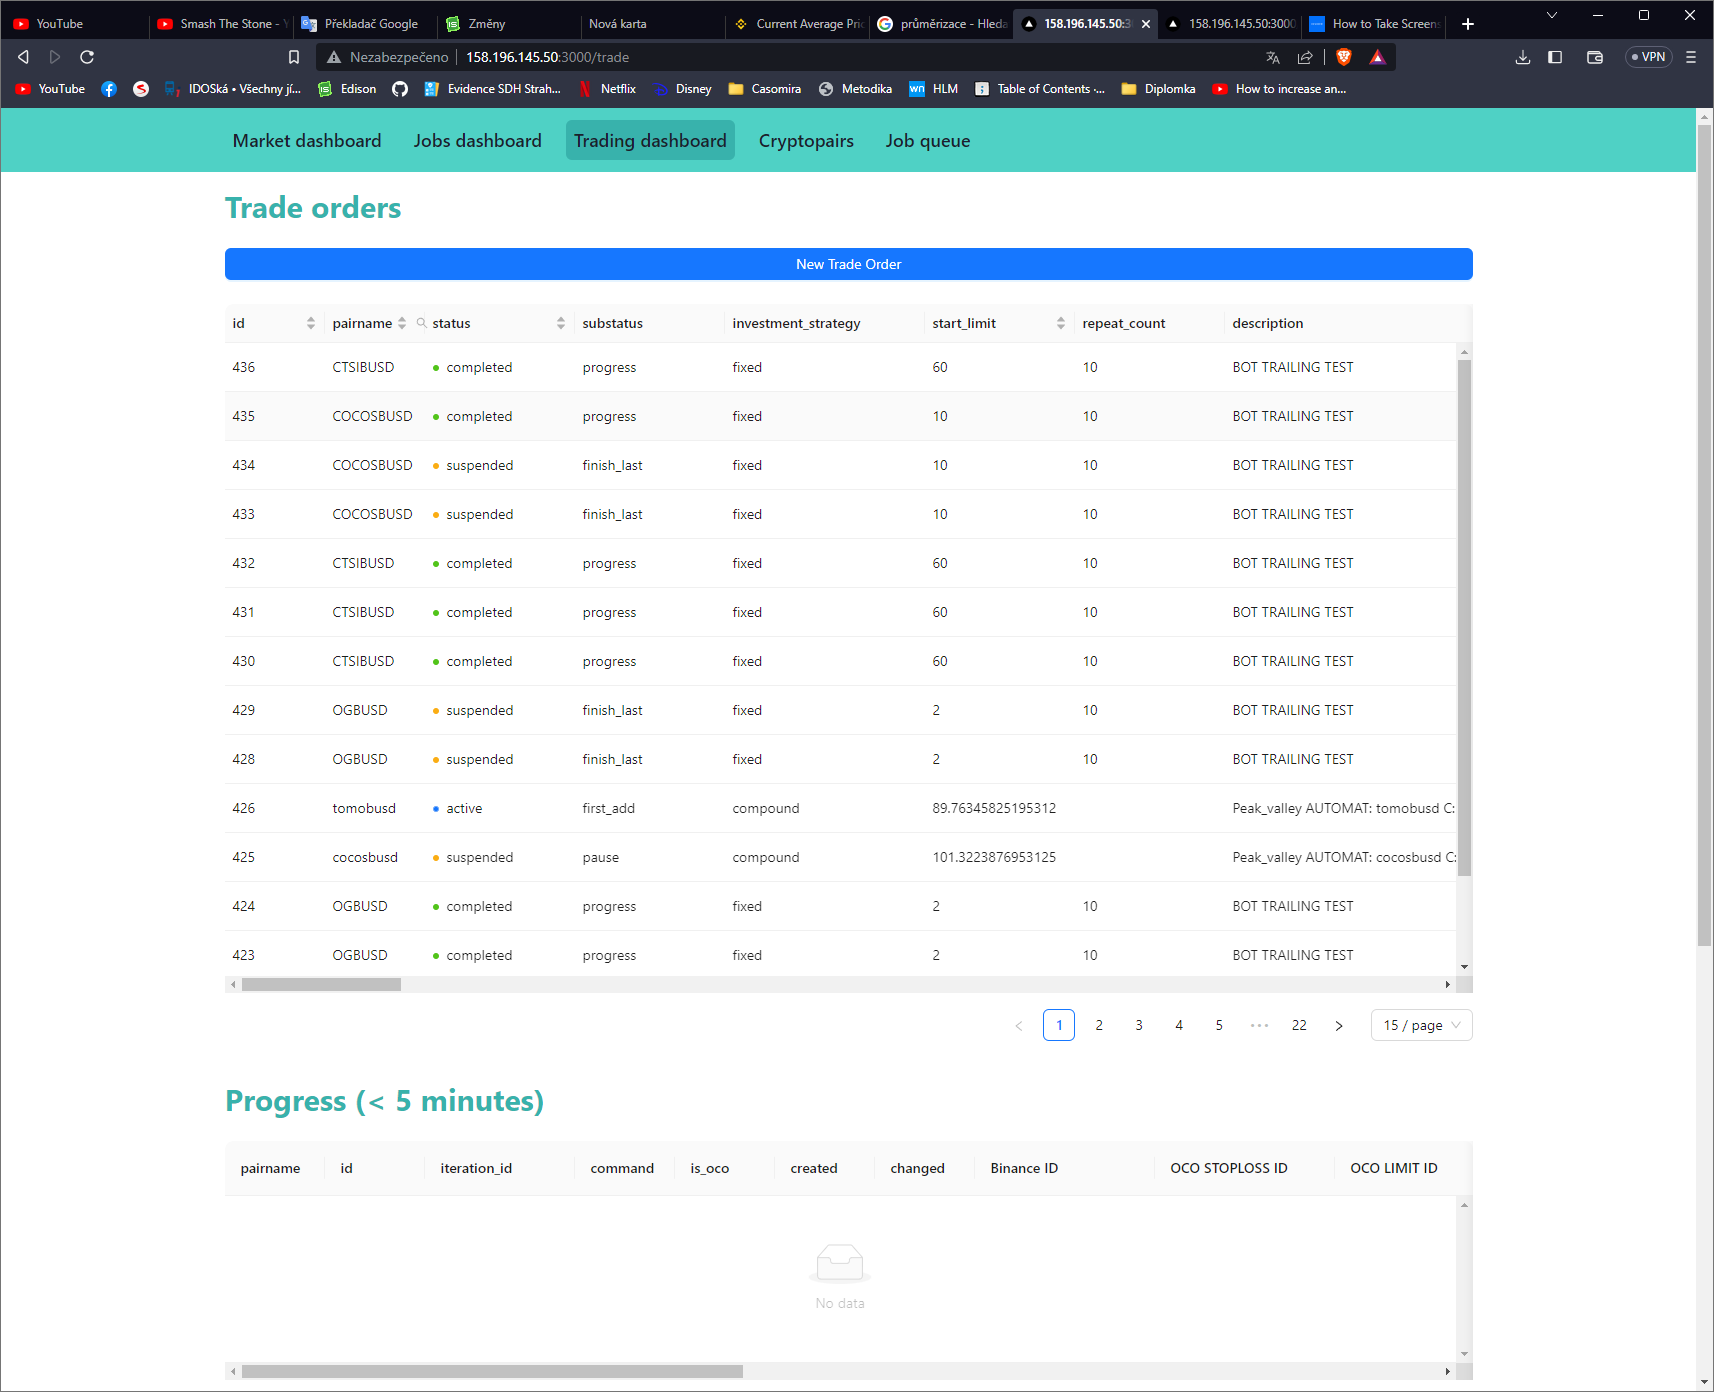 YouTube
Smash The Stone - Y
Překladač Google
Změny
Nová karta
Current Average Pric
průměrizace - Hleda
158.196.145.50:3
158.196.145.50:3000
How to Take Screens
Nezabezpečeno
158.196.145.50:3000/trade
VPN
YouTube
IDOSká • Všechny jí...
Edison
Evidence SDH Strah...
Netflix
Disney
Casomira
Metodika
HLM
Table of Contents ·...
Diplomka
How to increase an...
Market dashboard
Jobs dashboard
Trading dashboard
Cryptopairs
Job queue
Trade orders
New Trade Order
id pairname status substatus investment_strategy start_limit repeat_count description
436 CTSIBUSD completed progress fixed 60 10 BOT TRAILING TEST
435 COCOSBUSD completed progress fixed 10 10 BOT TRAILING TEST
434 COCOSBUSD suspended finish_last fixed 10 10 BOT TRAILING TEST
433 COCOSBUSD suspended finish_last fixed 10 10 BOT TRAILING TEST
432 CTSIBUSD completed progress fixed 60 10 BOT TRAILING TEST
431 CTSIBUSD completed progress fixed 60 10 BOT TRAILING TEST
430 CTSIBUSD completed progress fixed 60 10 BOT TRAILING TEST
429 OGBUSD suspended finish_last fixed 2 10 BOT TRAILING TEST
428 OGBUSD suspended finish_last fixed 2 10 BOT TRAILING TEST
426 tomobusd active first_add compound 89.76345825195312 Peak_valley AUTOMAT: tomobusd C:
425 cocosbusd suspended pause compound 101.3223876953125 Peak_valley AUTOMAT: cocosbusd C:
424 OGBUSD completed progress fixed 2 10 BOT TRAILING TEST
423 OGBUSD completed progress fixed 2 10 BOT TRAILING TEST
1 2 3 4 5 ••• 22 15 / page
Progress (< 5 minutes)
pairname id iteration_id command is_oco created changed Binance ID OCO STOPLOSS ID OCO LIMIT ID
No data